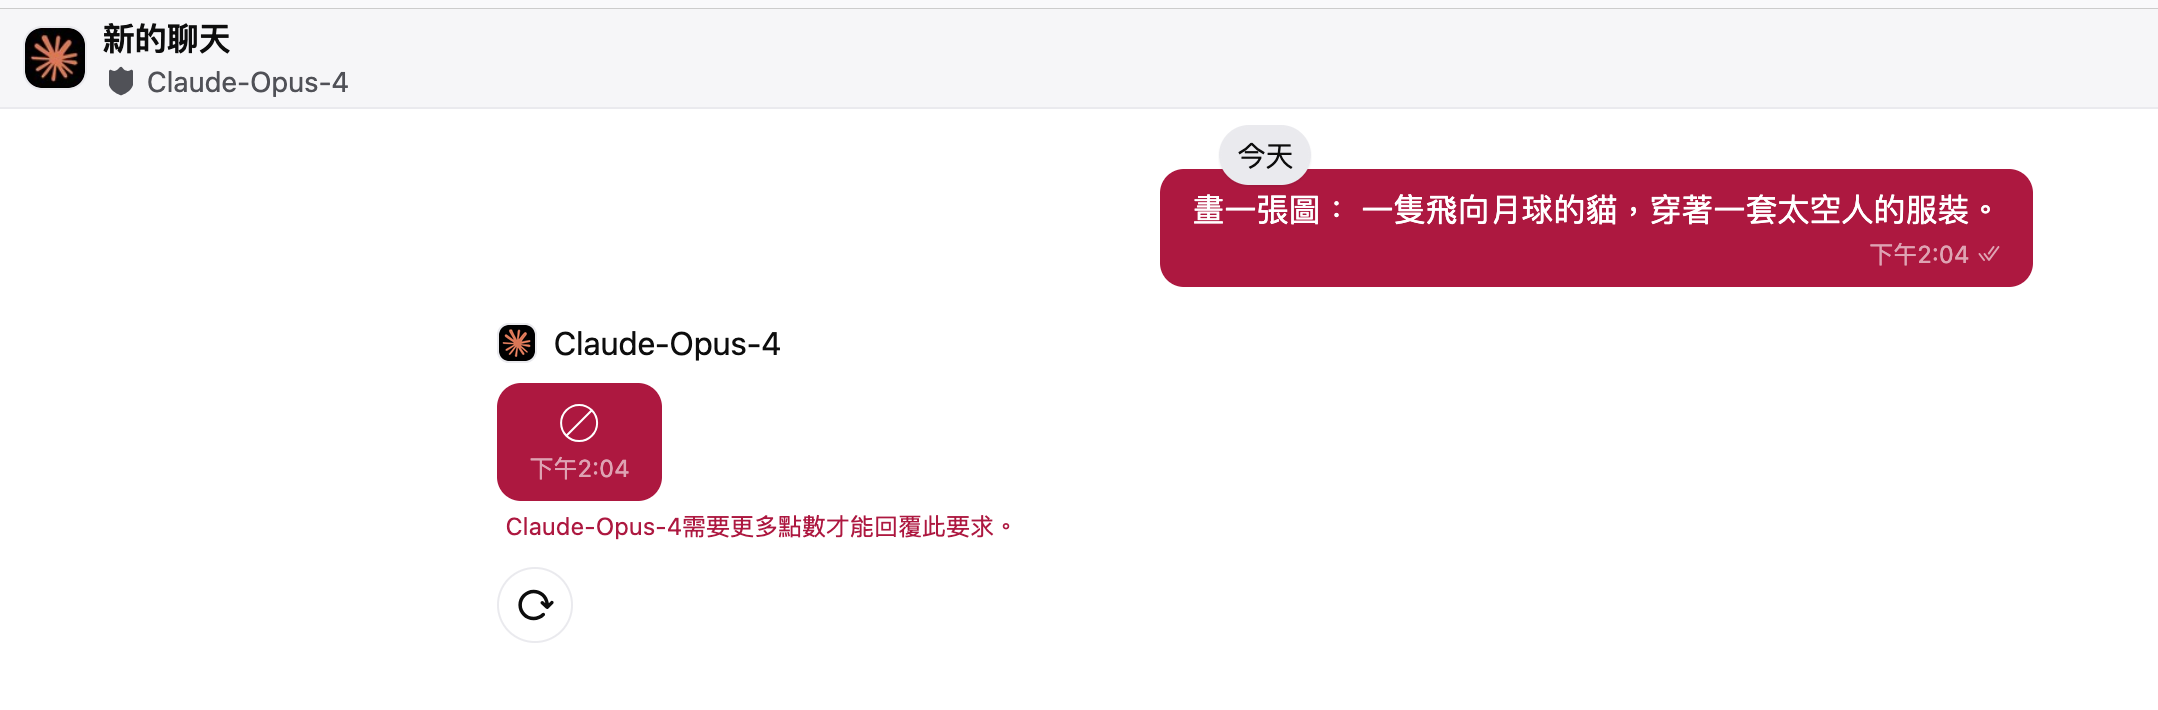 新的聊天
Claude-Opus-4
今天
畫一張圖： 一隻飛向月球的貓，穿著一套太空人的服裝。
下午2:04
Claude-Opus-4
下午2:04
Claude-Opus-4需要更多點數才能回覆此要求。